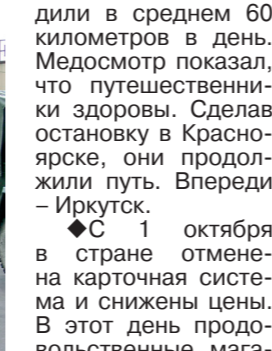 дили в среднем 60
километров в день.
Медосмотр показал,
что путешественни-
ки здоровы. Сделав
остановку в Красно-
ярске, они продол-
жили путь. Впереди
– Иркутск.
◆С 1 октября
в стране отмене-
на карточная систе-
ма и снижены цены.
В этот день продо-
вольственные мага-